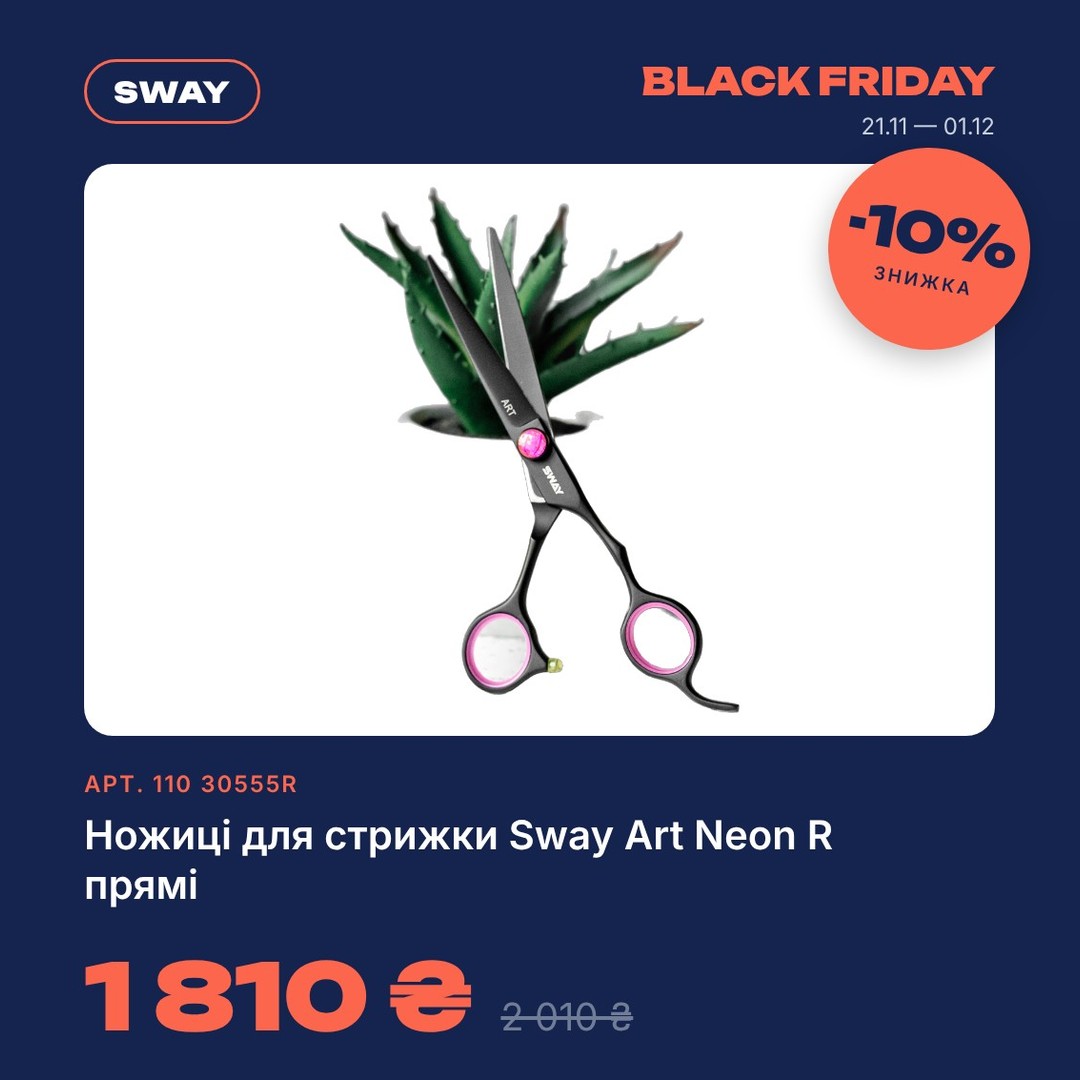 SWAY
BLACK FRIDAY
21.11 — 01.12
-10%
ЗНИЖКА
ART
SWAY
АРТ. 110 30555R
Ножиці для стрижки Sway Art Neon R
прямі
1 810 ₴
2 010 ₴